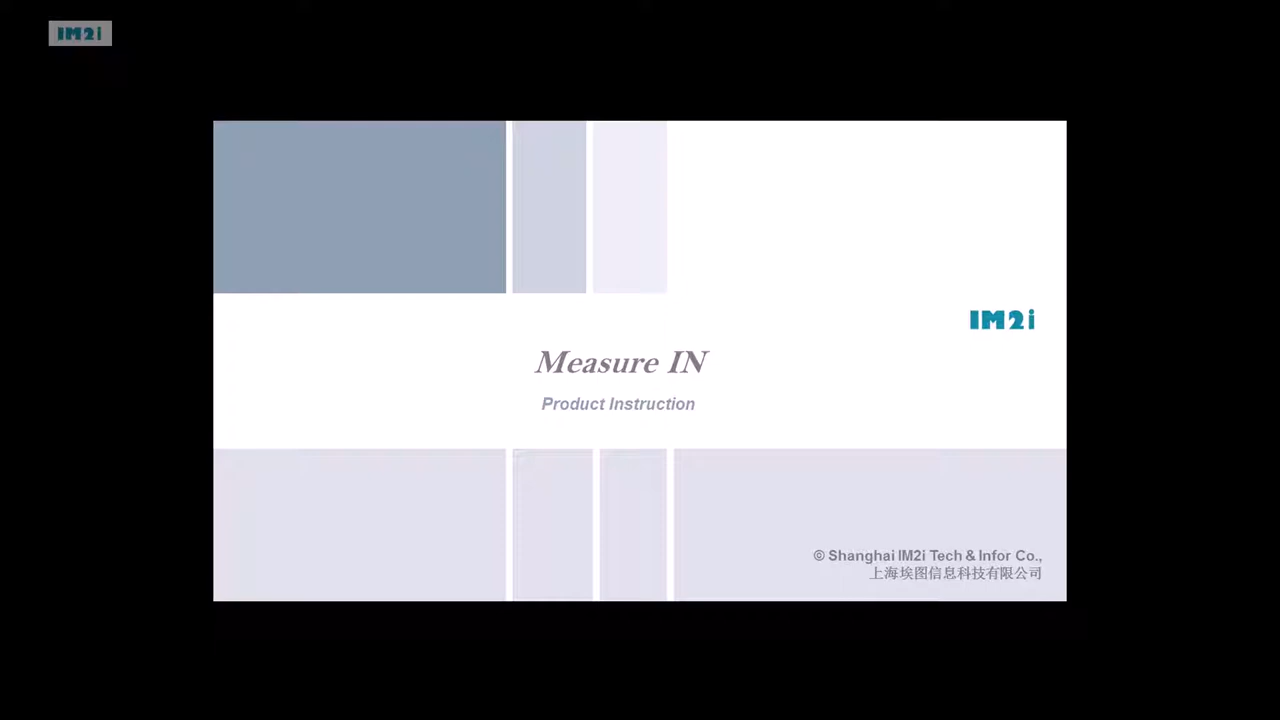 IM2i
IM2i
Measure IN
Product Instruction
© Shanghai IM2i Tech & Infor Co.,
上海埃图信息科技有限公司